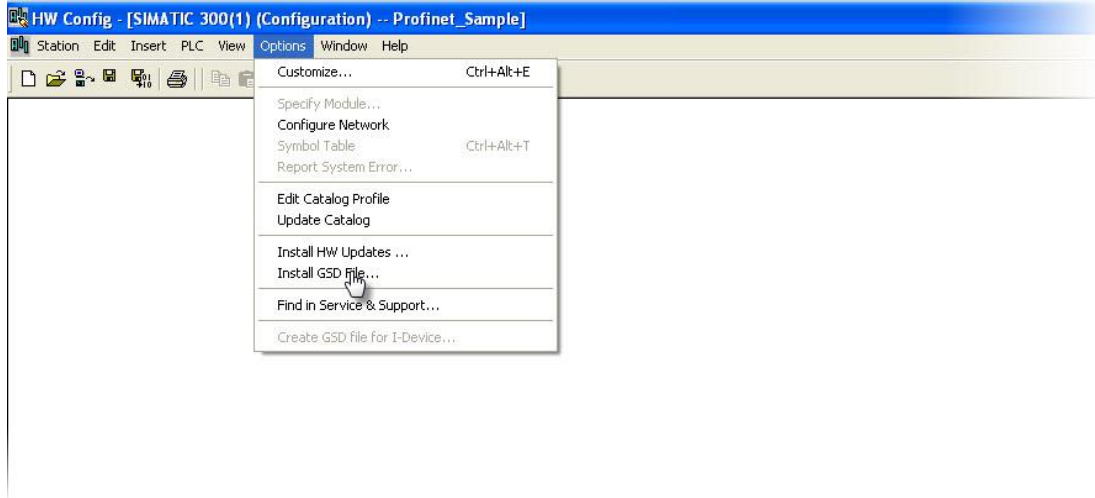 HW Config - [SIMATIC 300(1) (Configuration) -- Profinet_Sample]
Station Edit Insert PLC View Options Window Help
Customize... Ctrl+Alt+E
Specify Module...
Configure Network
Symbol Table Ctrl+Alt+T
Report System Error...
Edit Catalog Profile
Update Catalog
Install HW Updates ...
Install GSD File...
Find in Service & Support...
Create GSD file for I-Device...